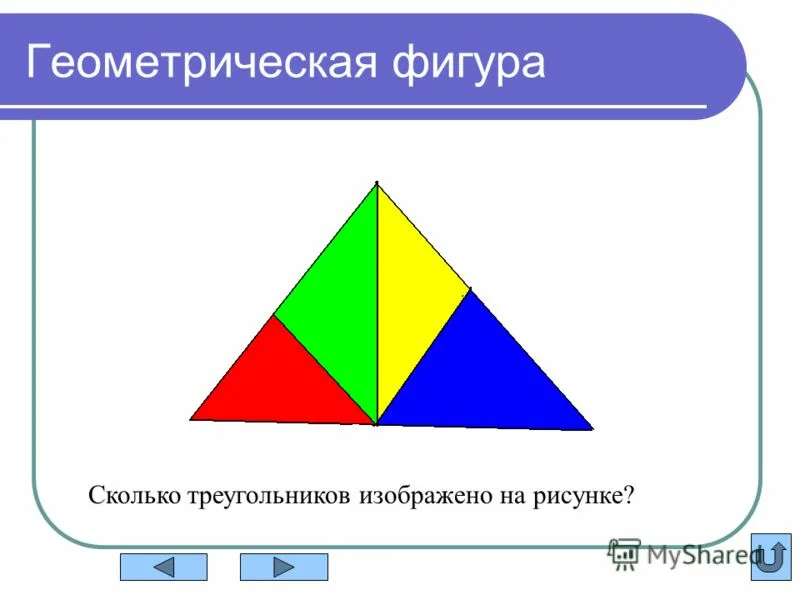 Геометрическая фигура
Сколько треугольников изображено на рисунке?
MyShared